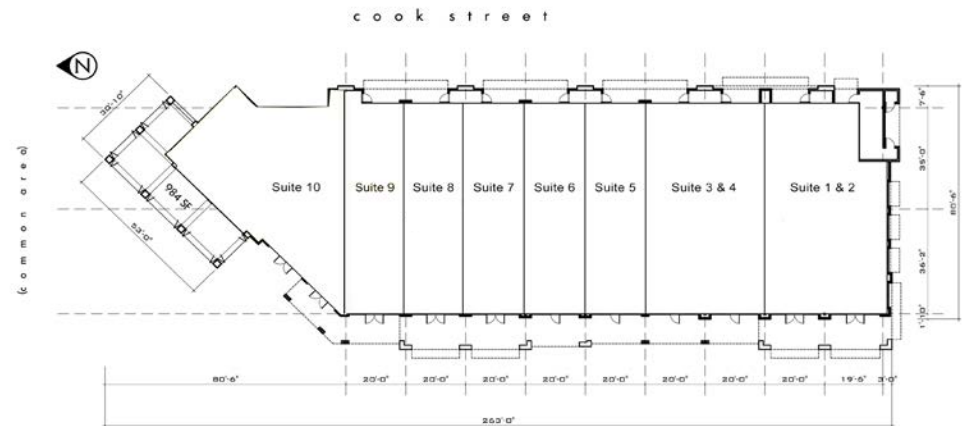 cook street
N
30'-10"
984 SF
53'-0"
(common area)
Suite 10
Suite 9
Suite 8
Suite 7
Suite 6
Suite 5
Suite 3 & 4
Suite 1 & 2
7'-6"
35'-0"
80'-6"
36'-2"
1'-10"
80'-6"
20'-0"
20'-0"
20'-0"
20'-0"
20'-0"
20'-0"
20'-0"
20'-0"
19'-6"
3'-0"
263'-0"